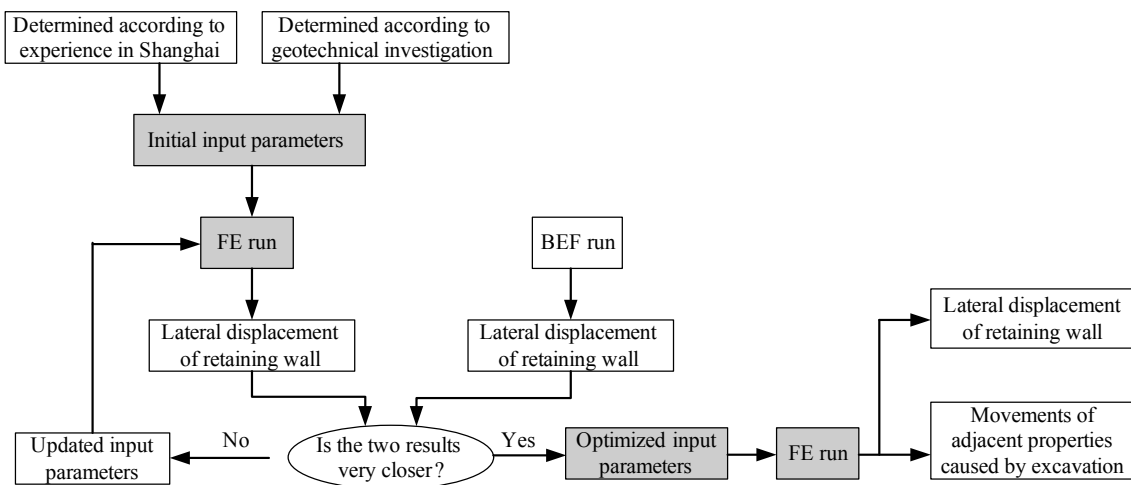 Determined according to
experience in Shanghai
Determined according to
geotechnical investigation
Initial input parameters
FE run
BEF run
Lateral displacement
of retaining wall
Lateral displacement
of retaining wall
Lateral displacement
of retaining wall
Updated input
parameters
No
Is the two results
very closer?
Yes
Optimized input
parameters
FE run
Movements of
adjacent properties
caused by excavation